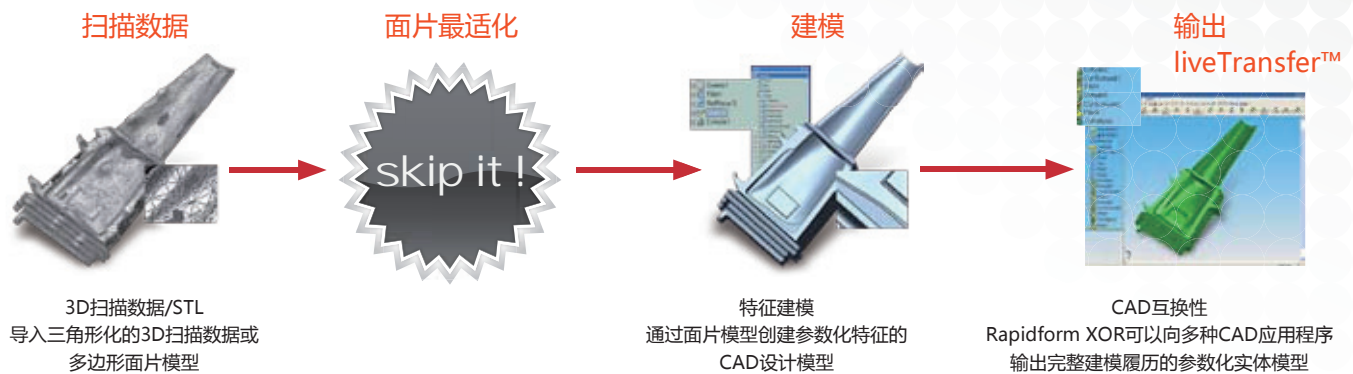 扫描数据
面片最适化
建模
输出
liveTransfer™
skip it !
3D扫描数据/STL
导入三角形化的3D扫描数据或
多边形面片模型
特征建模
通过面片模型创建参数化特征的
CAD设计模型
CAD互换性
Rapidform XOR可以向多种CAD应用程序
输出完整建模履历的参数化实体模型